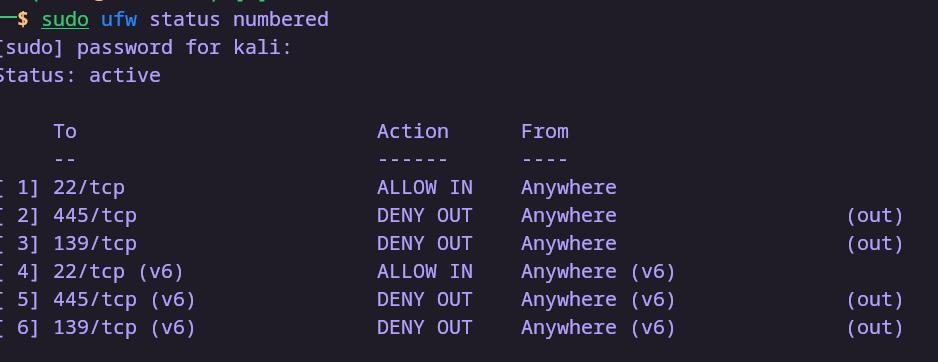 $ sudo ufw status numbered
[sudo] password for kali:
Status: active
To Action From
-- ------ ----
[ 1] 22/tcp ALLOW IN Anywhere
[ 2] 445/tcp DENY OUT Anywhere (out)
[ 3] 139/tcp DENY OUT Anywhere (out)
[ 4] 22/tcp (v6) ALLOW IN Anywhere (v6)
[ 5] 445/tcp (v6) DENY OUT Anywhere (v6) (out)
[ 6] 139/tcp (v6) DENY OUT Anywhere (v6) (out)